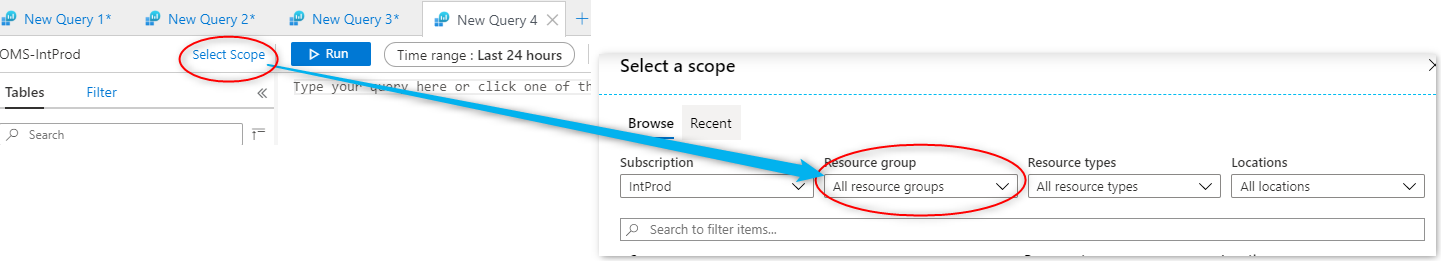 New Query 1*
New Query 2*
New Query 3*
New Query 4
OMS-IntProd
Select Scope
Run
Time range : Last 24 hours
Type your query here or click one of th
Tables
Filter
Search
Select a scope
Browse
Recent
Subscription
Resource group
Resource types
Locations
IntProd
All resource groups
All resource types
All locations
Search to filter items...